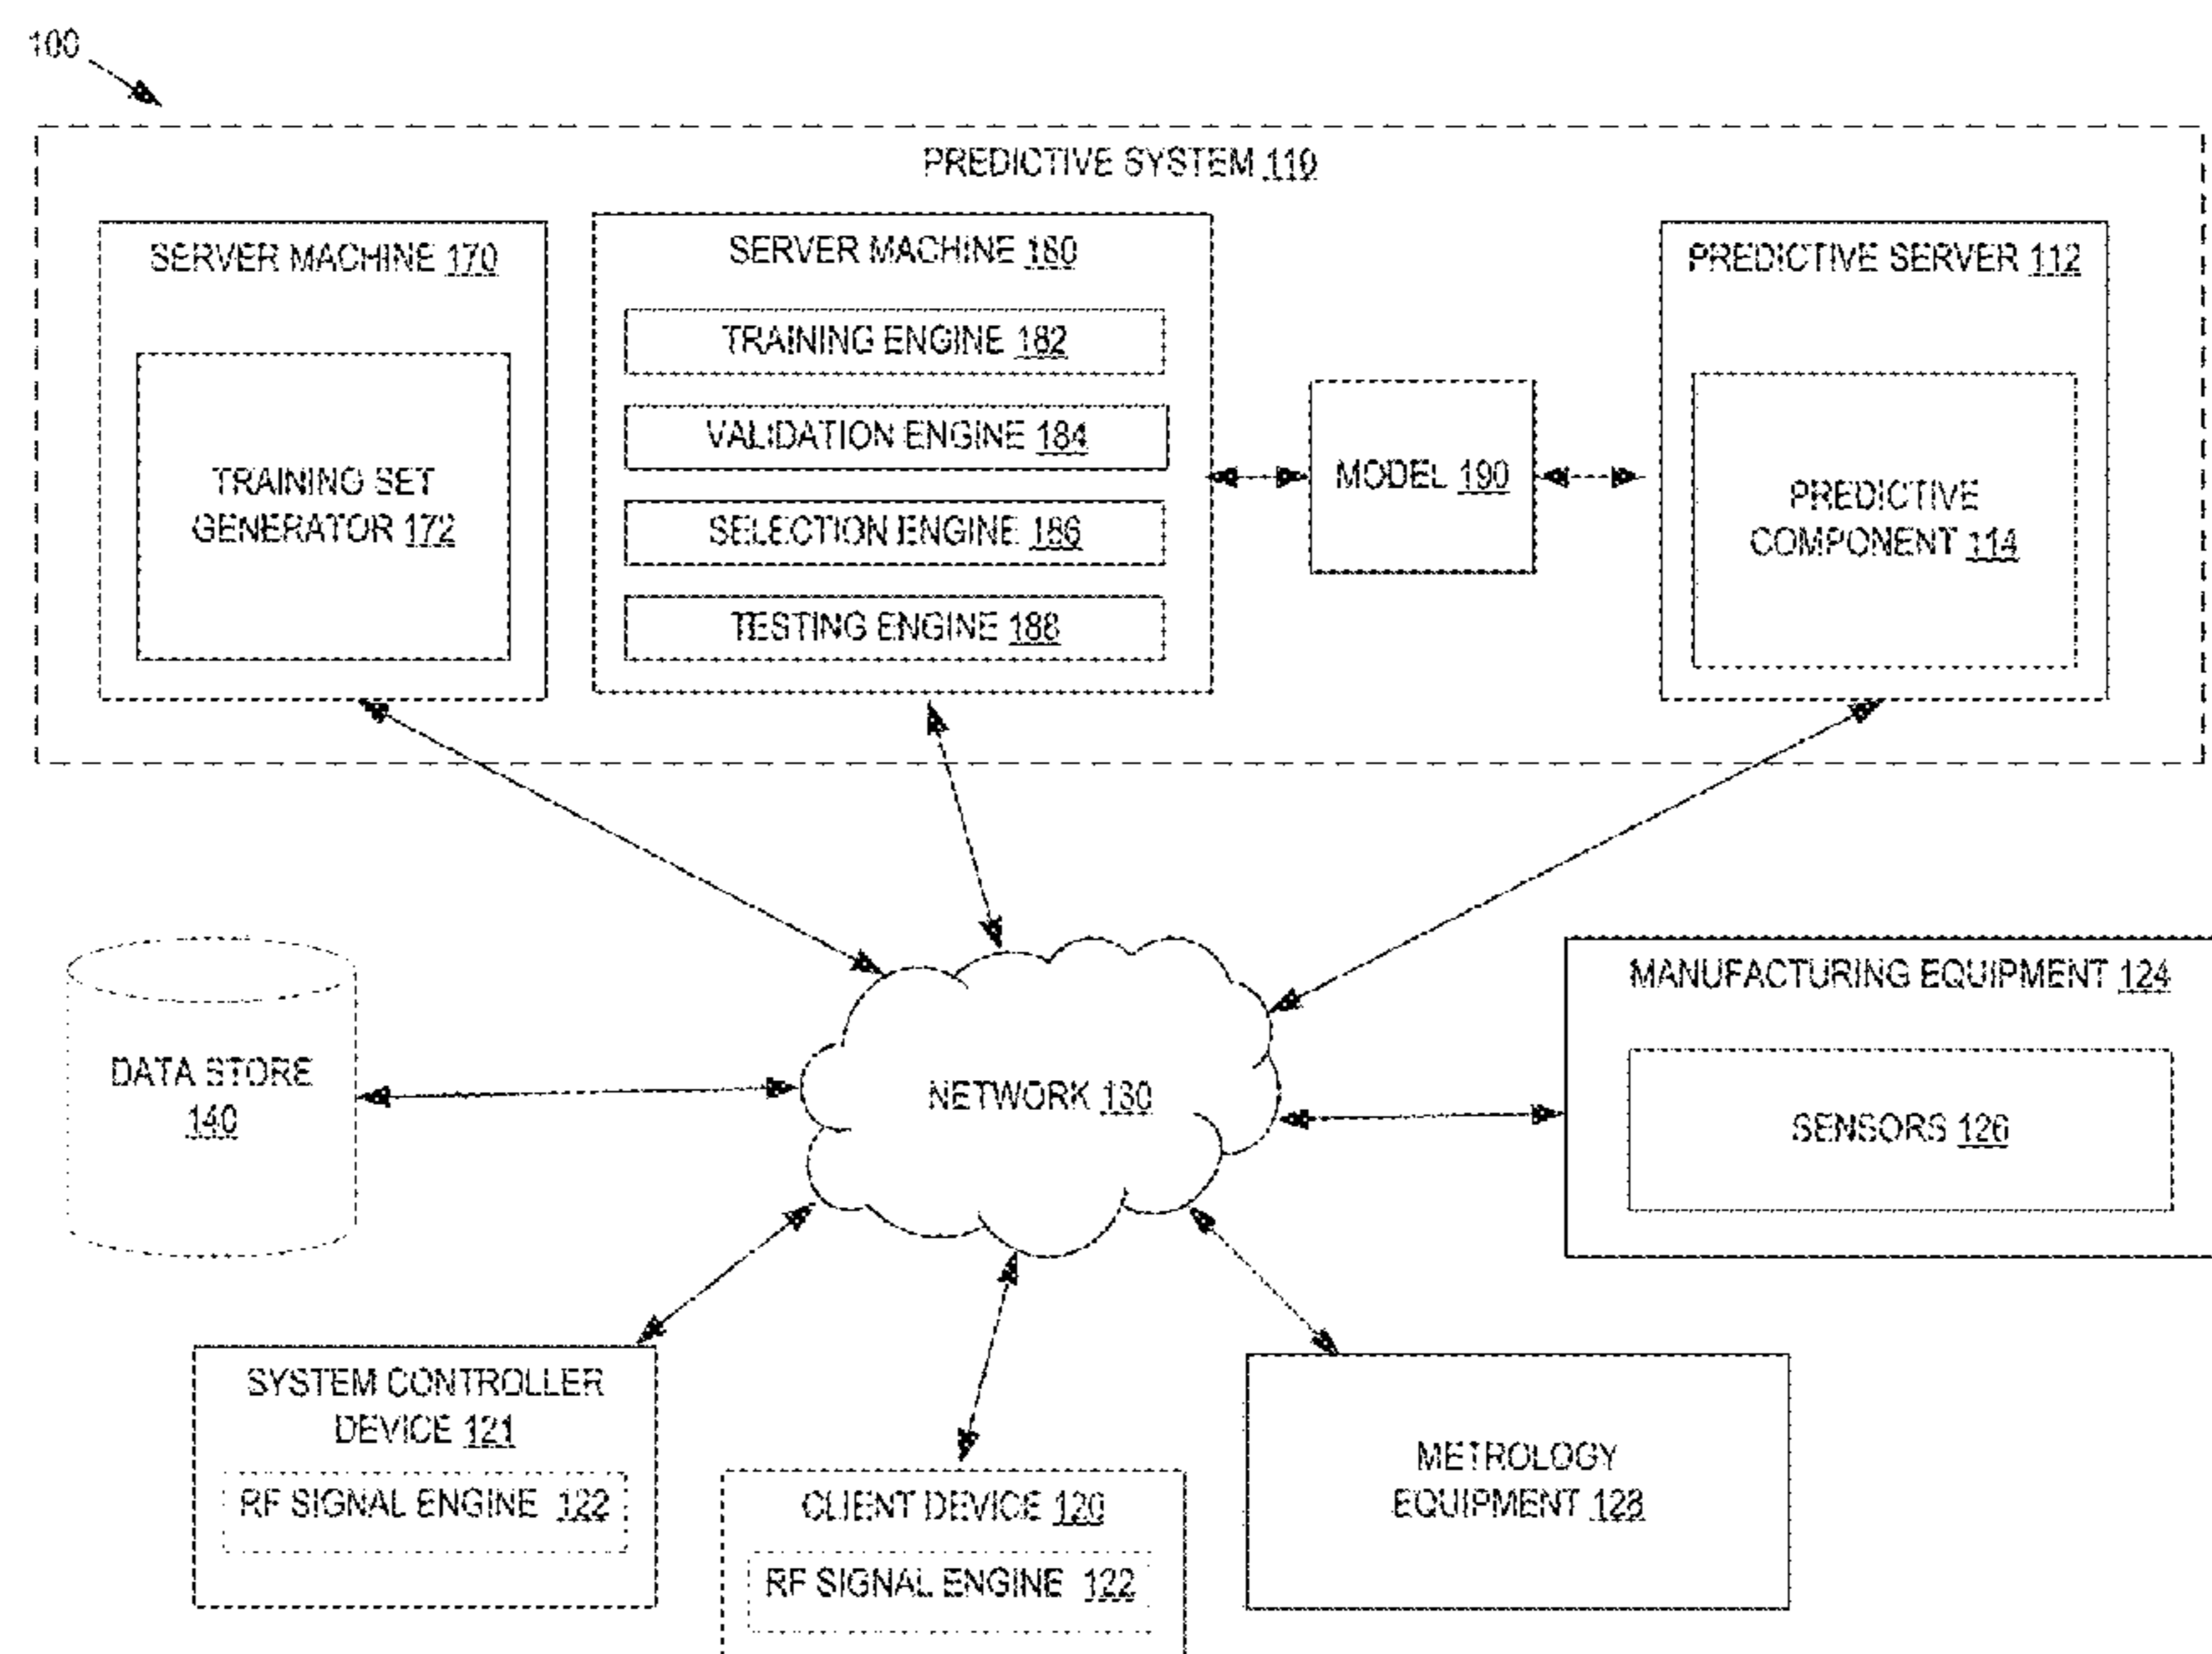 100
PREDICTIVE SYSTEM 110
SERVER MACHINE 170
TRAINING SET
GENERATOR 172
SERVER MACHINE 180
TRAINING ENGINE 182
VALIDATION ENGINE 184
SELECTION ENGINE 186
TESTING ENGINE 188
MODEL 190
PREDICTIVE SERVER 112
PREDICTIVE
COMPONENT 114
DATA STORE
140
NETWORK 130
MANUFACTURING EQUIPMENT 124
SENSORS 126
SYSTEM CONTROLLER
DEVICE 121
RF SIGNAL ENGINE 122
CLIENT DEVICE 120
RF SIGNAL ENGINE 122
METROLOGY
EQUIPMENT 128